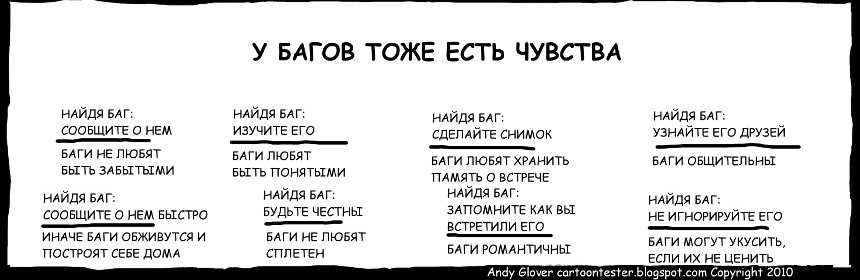 У БАГОВ ТОЖЕ ЕСТЬ ЧУВСТВА
НАЙДЯ БАГ:
СООБЩИТЕ О НЕМ
БАГИ НЕ ЛЮБЯТ
БЫТЬ ЗАБЫТЫМИ
НАЙДЯ БАГ:
ИЗУЧИТЕ ЕГО
БАГИ ЛЮБЯТ
БЫТЬ ПОНЯТЫМИ
НАЙДЯ БАГ:
СДЕЛАЙТЕ СНИМОК
БАГИ ЛЮБЯТ ХРАНИТЬ
ПАМЯТЬ О ВСТРЕЧЕ
НАЙДЯ БАГ:
УЗНАЙТЕ ЕГО ДРУЗЕЙ
БАГИ ОБЩИТЕЛЬНЫ
НАЙДЯ БАГ:
СООБЩИТЕ О НЕМ БЫСТРО
ИНАЧЕ БАГИ ОБЖИВУТСЯ И
ПОСТРОЯТ СЕБЕ ДОМА
НАЙДЯ БАГ:
БУДЬТЕ ЧЕСТНЫ
БАГИ НЕ ЛЮБЯТ
СПЛЕТЕН
НАЙДЯ БАГ:
ЗАПОМНИТЕ КАК ВЫ
ВСТРЕТИЛИ ЕГО
БАГИ РОМАНТИЧНЫ
НАЙДЯ БАГ:
НЕ ИГНОРИРУЙТЕ ЕГО
БАГИ МОГУТ УКУСИТЬ,
ЕСЛИ ИХ НЕ ЦЕНИТЬ
Andy Glover cartoontester.blogspot.com Copyright 2010